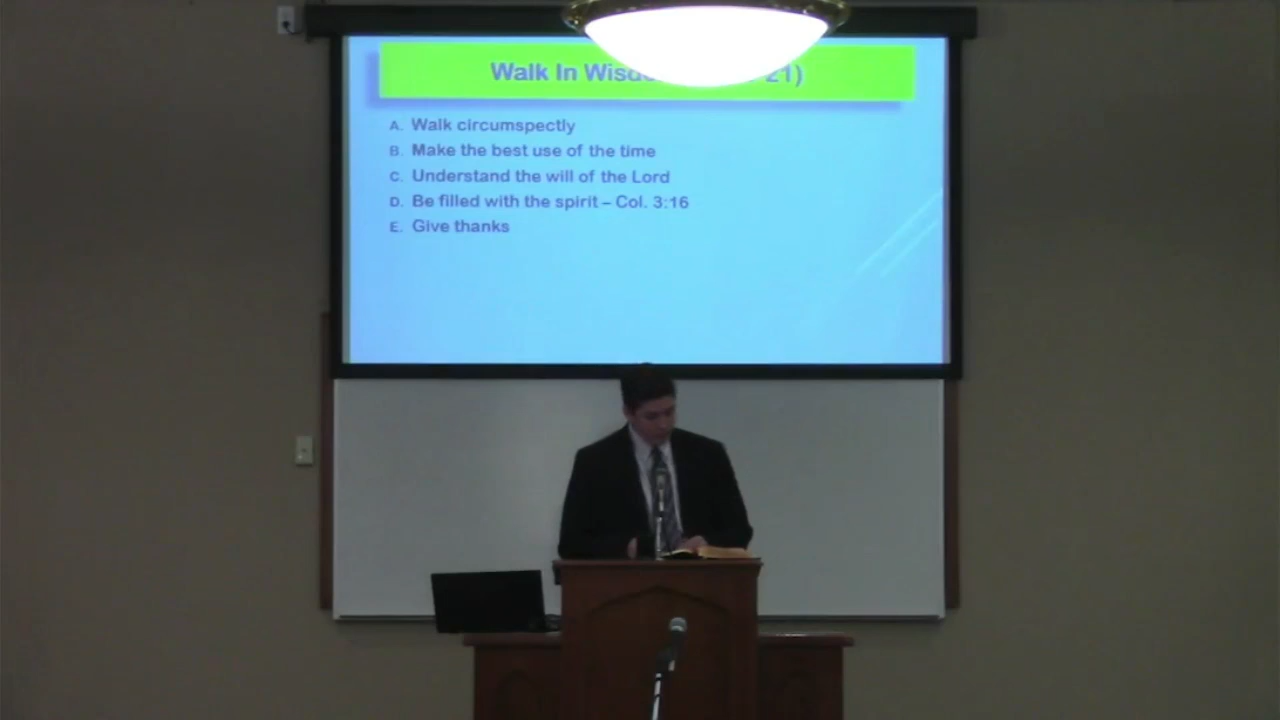 Walk In 21)
A. Walk circumspectly
B. Make the best use of the time
C. Understand the will of the Lord
D. Be filled with the spirit – Col. 3:16
E. Give thanks